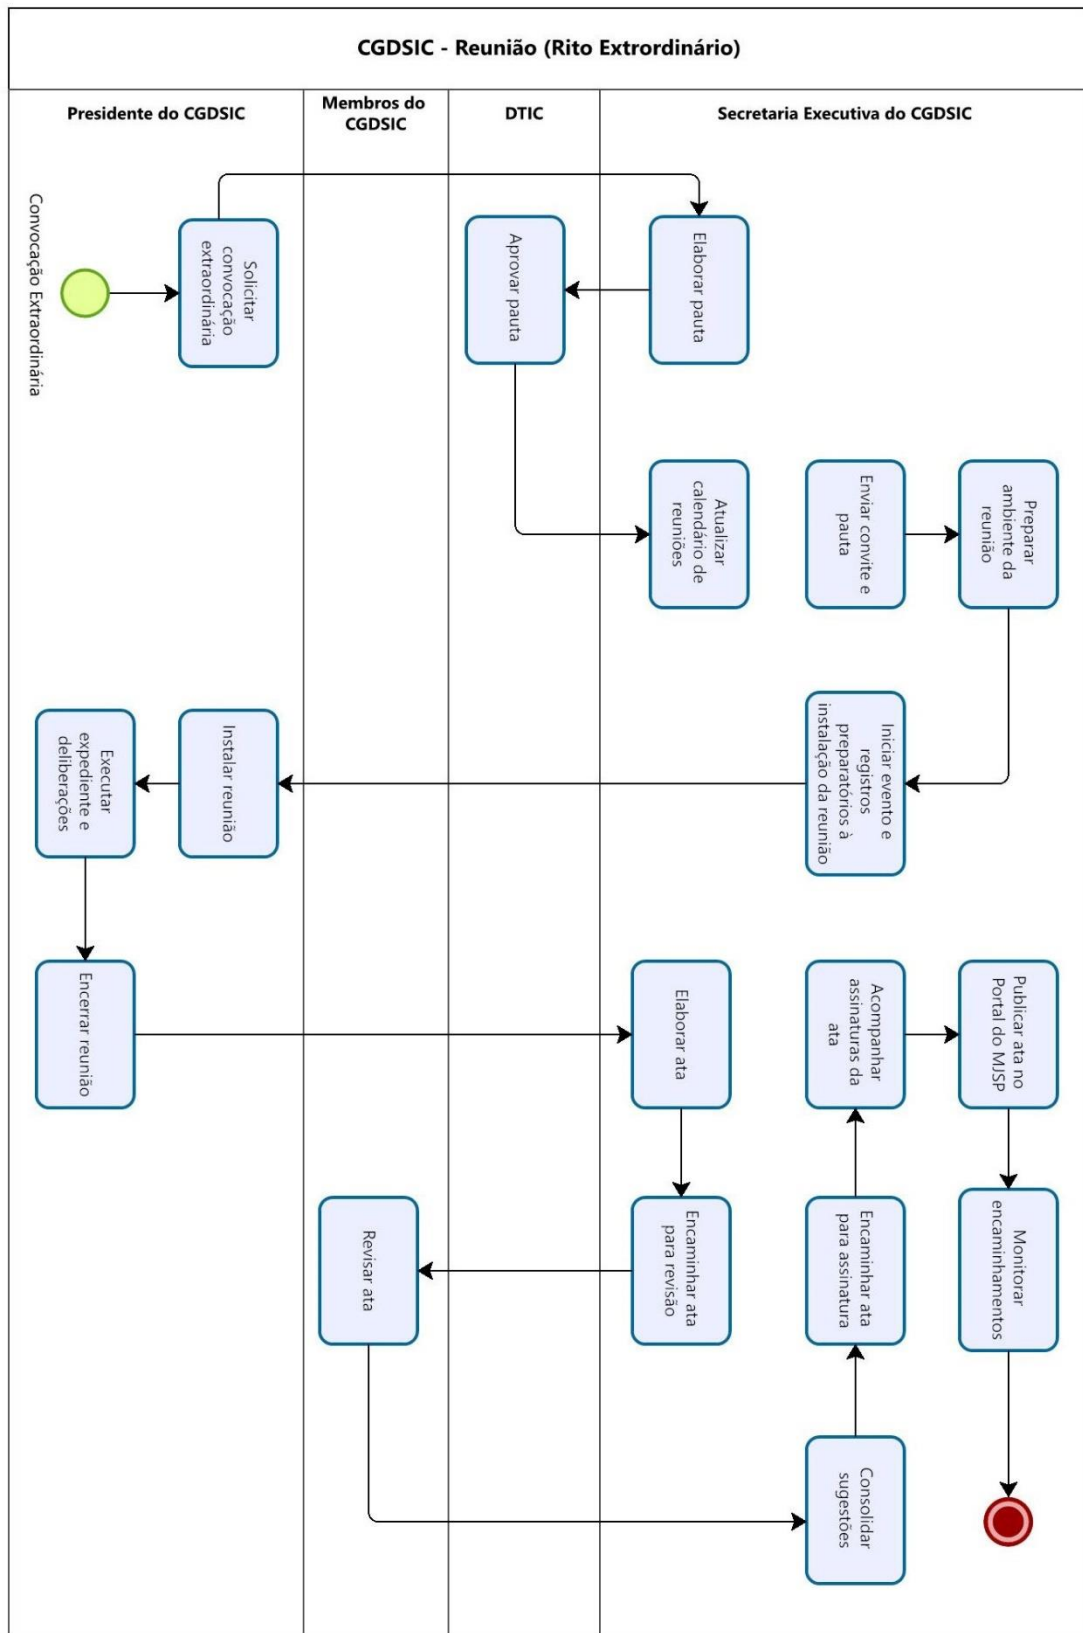 CGDSIC - Reunião (Rito Extrordinário)
Presidente do CGDSIC
Membros do
CGDSIC
DTIC
Secretaria Executiva do CGDSIC
Convocação Extraordinária
Solicitar
convocação
extraordinária
Elaborar pauta
Aprovar pauta
Atualizar
calendário de
reuniões
Enviar convite e
pauta
Preparar
ambiente da
reunião
Iniciar evento e
registros
preparatórios à
instalação da reunião
Instalar reunião
Executar
expediente e
deliberações
Encerrar reunião
Elaborar ata
Encaminhar ata
para revisão
Revisar ata
Consolidar
sugestões
Encaminhar ata
para assinatura
Acompanhar
assinaturas da
ata
Publicar ata no
Portal do MJSP
Monitorar
encaminhamentos